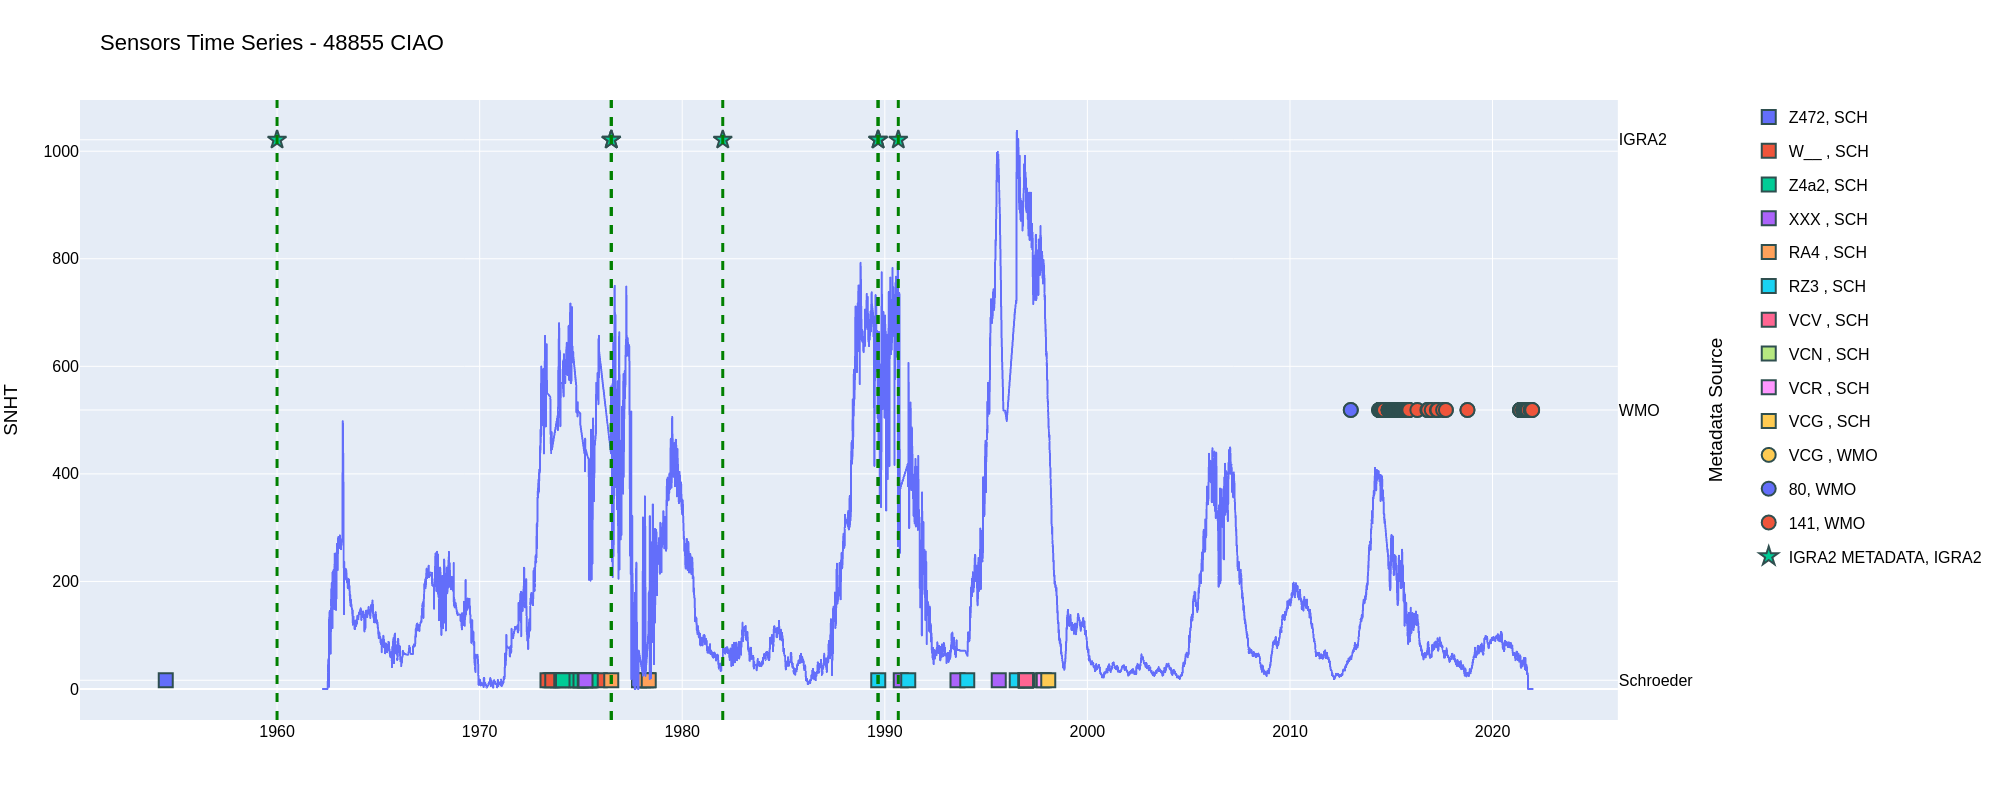 Sensors Time Series - 48855 CIAO
SNHT
1000
800
600
400
200
0
1960
1970
1980
1990
2000
2010
2020
IGRA2
WMO
Schroeder
Metadata Source
Z472, SCH
W__ , SCH
Z4a2, SCH
XXX , SCH
RA4 , SCH
RZ3 , SCH
VCV , SCH
VCN , SCH
VCR , SCH
VCG , SCH
VCG , WMO
80, WMO
141, WMO
IGRA2 METADATA, IGRA2